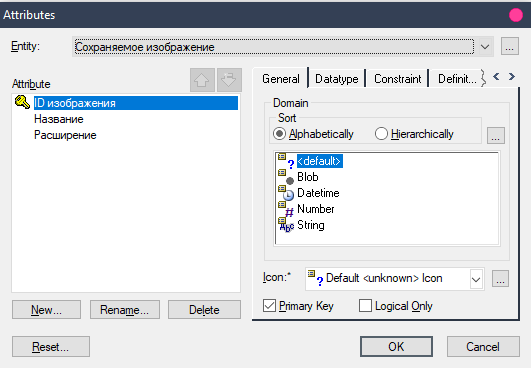 Attributes
Entity: Сохраняемое изображение ...
Attribute
ID изображения
Название
Расширение
New... Rename... Delete
General Datatype Constraint Definit...
Domain
Sort
Alphabetically Hierarchically ...
<default>
Blob
Datetime
Number
String
Icon:* Default <unknown> Icon ...
Primary Key Logical Only
Reset... OK Cancel